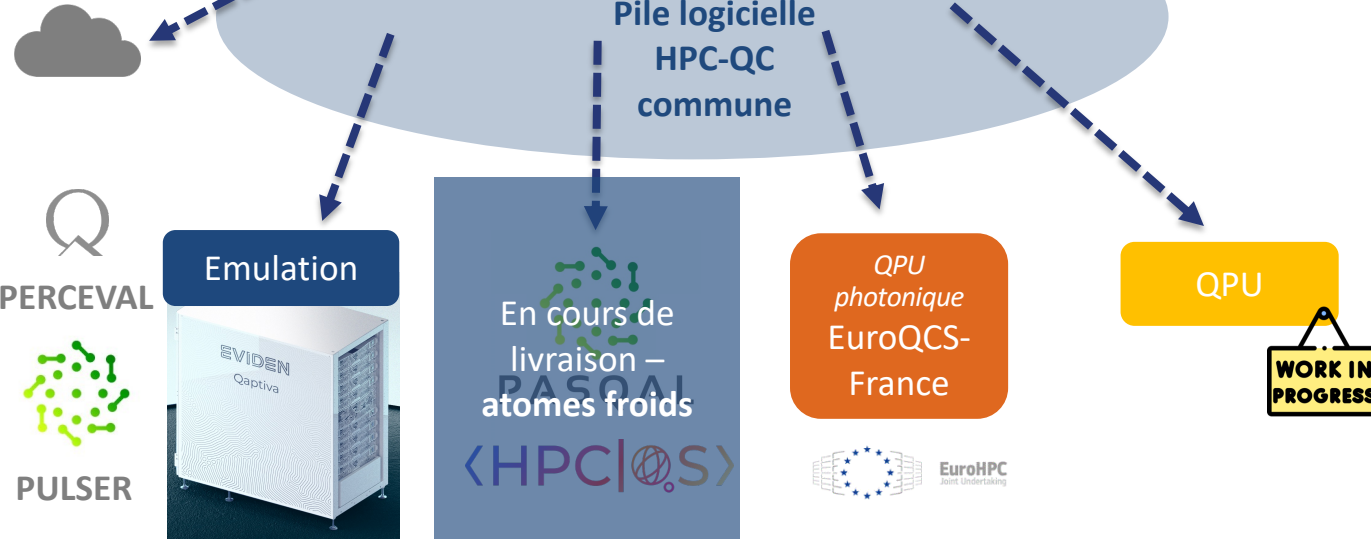 Pile logicielle
HPC-QC
commune
PERCEVAL
PULSER
Emulation
EVIDEN
Qaptiva
En cours de
livraison –
atomes froids
PASQAL
<HPC|QS>
QPU
photonique
EuroQCS-
France
EuroHPC
Joint Undertaking
QPU
WORK IN
PROGRESS